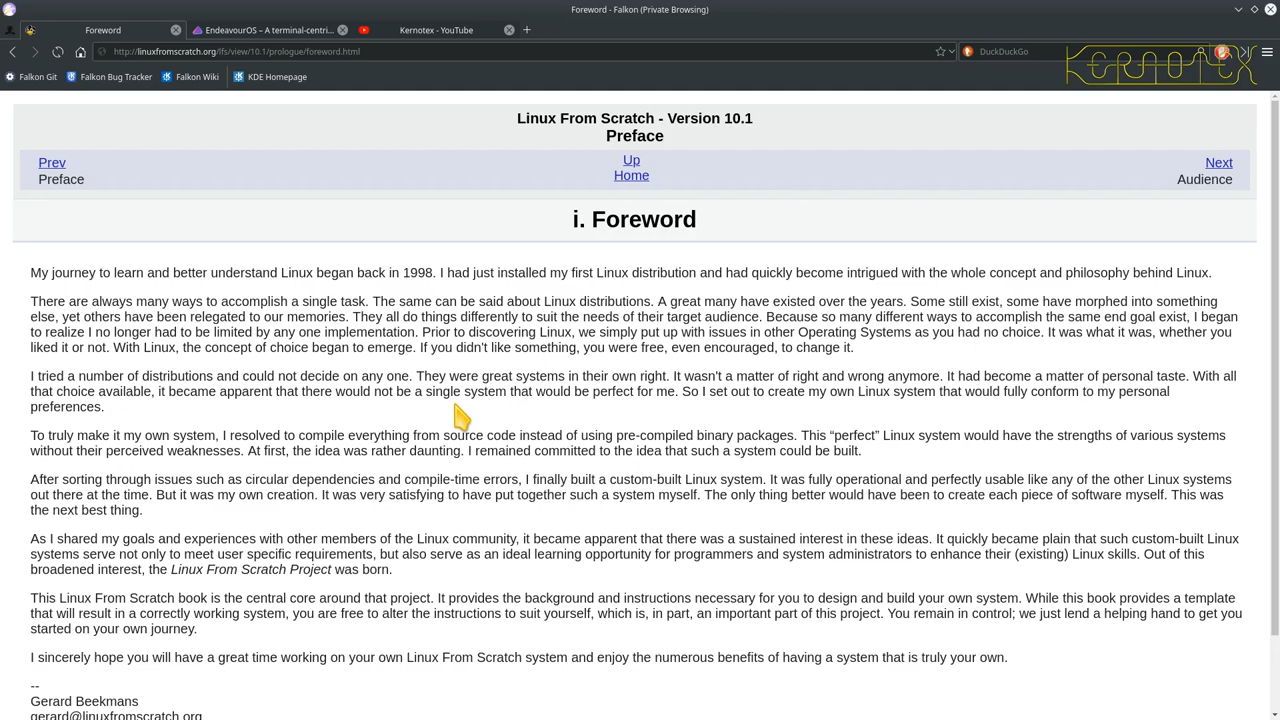 Foreword - Falkon (Private Browsing)
Foreword
EndeavourOS – A terminal-centri...
Kernotex - YouTube
http://linuxfromscratch.org/lfs/view/10.1/prologue/foreword.html
DuckDuckGo
KERNOTEX
Falkon Git
Falkon Bug Tracker
Falkon Wiki
KDE Homepage
Linux From Scratch - Version 10.1
Preface
Prev
Up
Next
Preface
Home
Audience
i. Foreword
My journey to learn and better understand Linux began back in 1998. I had just installed my first Linux distribution and had quickly become intrigued with the whole concept and philosophy behind Linux.
There are always many ways to accomplish a single task. The same can be said about Linux distributions. A great many have existed over the years. Some still exist, some have morphed into something
else, yet others have been relegated to our memories. They all do things differently to suit the needs of their target audience. Because so many different ways to accomplish the same end goal exist, I began
to realize I no longer had to be limited by any one implementation. Prior to discovering Linux, we simply put up with issues in other Operating Systems as you had no choice. It was what it was, whether you
liked it or not. With Linux, the concept of choice began to emerge. If you didn't like something, you were free, even encouraged, to change it.
I tried a number of distributions and could not decide on any one. They were great systems in their own right. It wasn't a matter of right and wrong anymore. It had become a matter of personal taste. With all
that choice available, it became apparent that there would not be a single system that would be perfect for me. So I set out to create my own Linux system that would fully conform to my personal
preferences.
To truly make it my own system, I resolved to compile everything from source code instead of using pre-compiled binary packages. This “perfect” Linux system would have the strengths of various systems
without their perceived weaknesses. At first, the idea was rather daunting. I remained committed to the idea that such a system could be built.
After sorting through issues such as circular dependencies and compile-time errors, I finally built a custom-built Linux system. It was fully operational and perfectly usable like any of the other Linux systems
out there at the time. But it was my own creation. It was very satisfying to have put together such a system myself. The only thing better would have been to create each piece of software myself. This was
the next best thing.
As I shared my goals and experiences with other members of the Linux community, it became apparent that there was a sustained interest in these ideas. It quickly became plain that such custom-built Linux
systems serve not only to meet user specific requirements, but also serve as an ideal learning opportunity for programmers and system administrators to enhance their (existing) Linux skills. Out of this
broadened interest, the Linux From Scratch Project was born.
This Linux From Scratch book is the central core around that project. It provides the background and instructions necessary for you to design and build your own system. While this book provides a template
that will result in a correctly working system, you are free to alter the instructions to suit yourself, which is, in part, an important part of this project. You remain in control; we just lend a helping hand to get you
started on your own journey.
I sincerely hope you will have a great time working on your own Linux From Scratch system and enjoy the numerous benefits of having a system that is truly your own.
--
Gerard Beekmans
gerard@linuxfromscratch.org